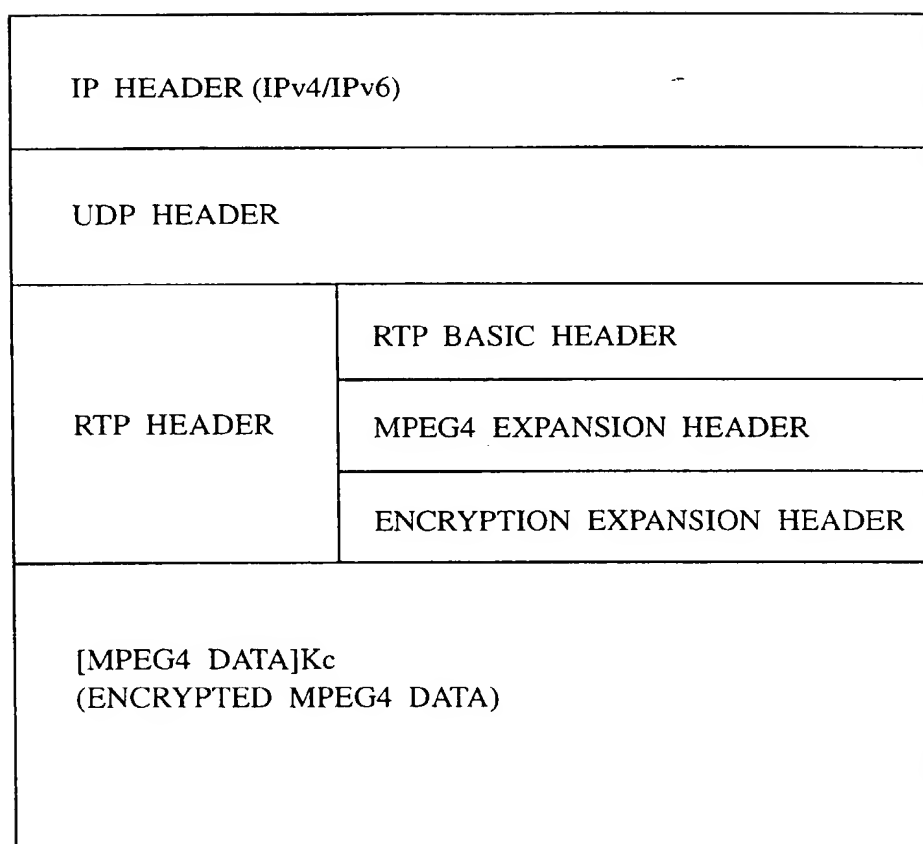 IP HEADER (IPv4/IPv6)
UDP HEADER
RTP HEADER
RTP BASIC HEADER
MPEG4 EXPANSION HEADER
ENCRYPTION EXPANSION HEADER
[MPEG4 DATA]Kc
(ENCRYPTED MPEG4 DATA)